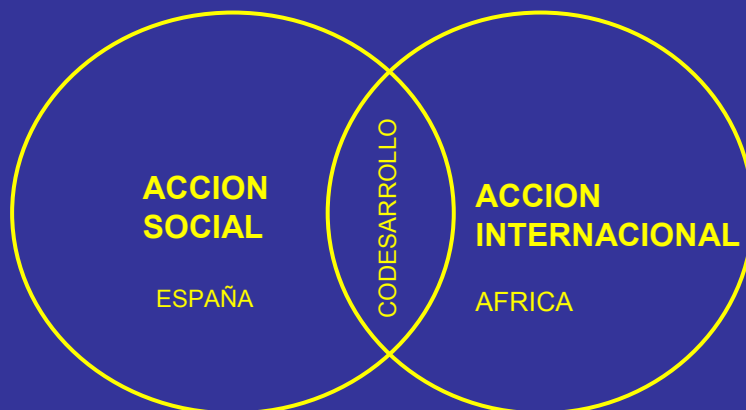 ACCION
SOCIAL
ESPAÑA
CODESARROLLO
ACCION
INTERNACIONAL
AFRICA